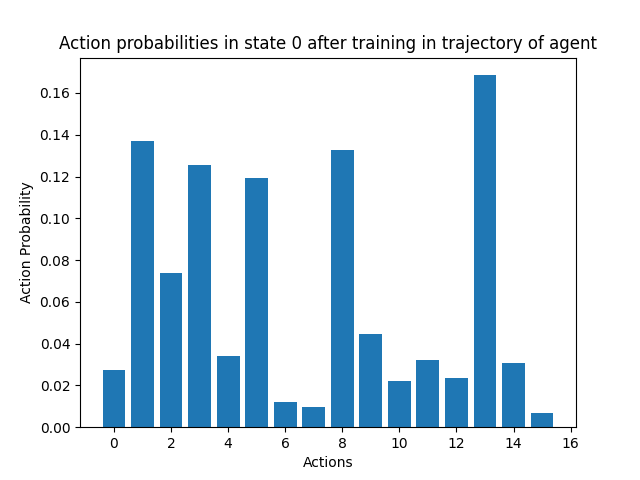 Action probabilities in state 0 after training in trajectory of agent
0.16
0.14
0.12
0.10
0.08
0.06
0.04
0.02
0.00
Action Probability
0 2 4 6 8 10 12 14 16
Actions